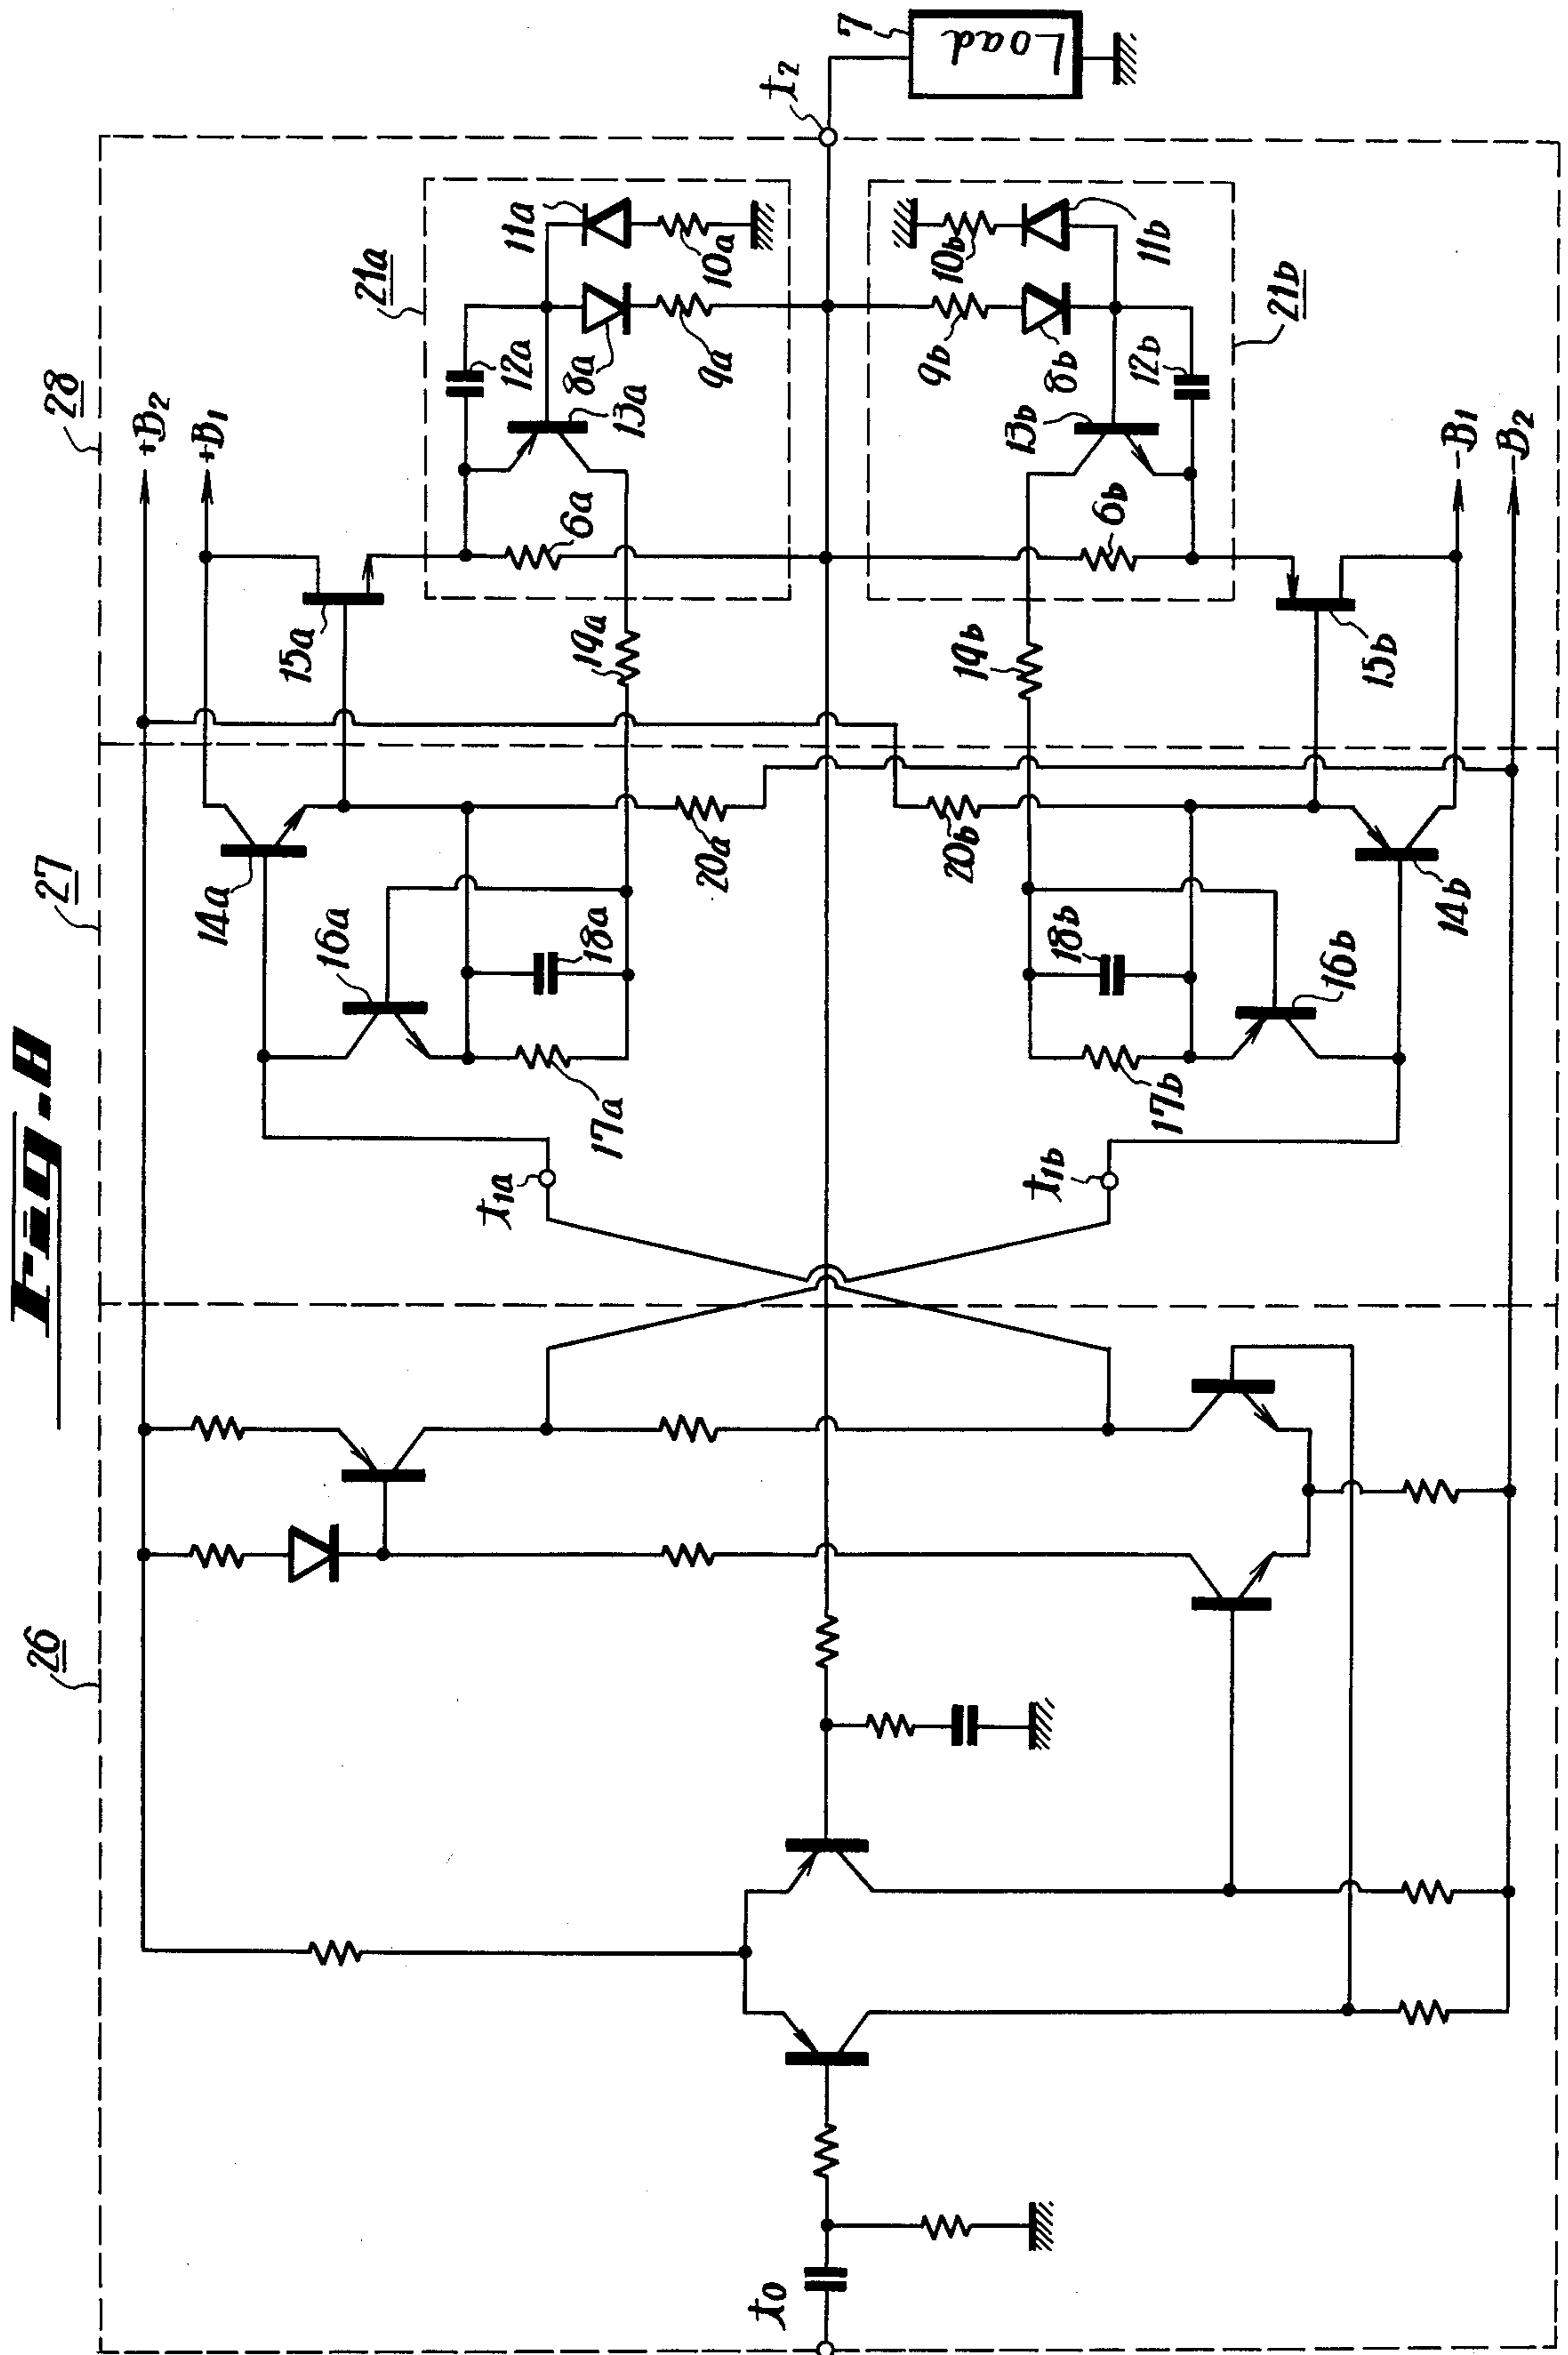 Fig. 8
26
27
28
+B2
+B1
t0
t1a
t1b
t2
7
Load
14a
15a
16a
17a
18a
19a
20a
21a
6a
8a
9a
10a
11a
12a
13a
6b
8b
9b
10b
11b
12b
13b
21b
14b
15b
16b
17b
18b
19b
20b
-B1
-B2